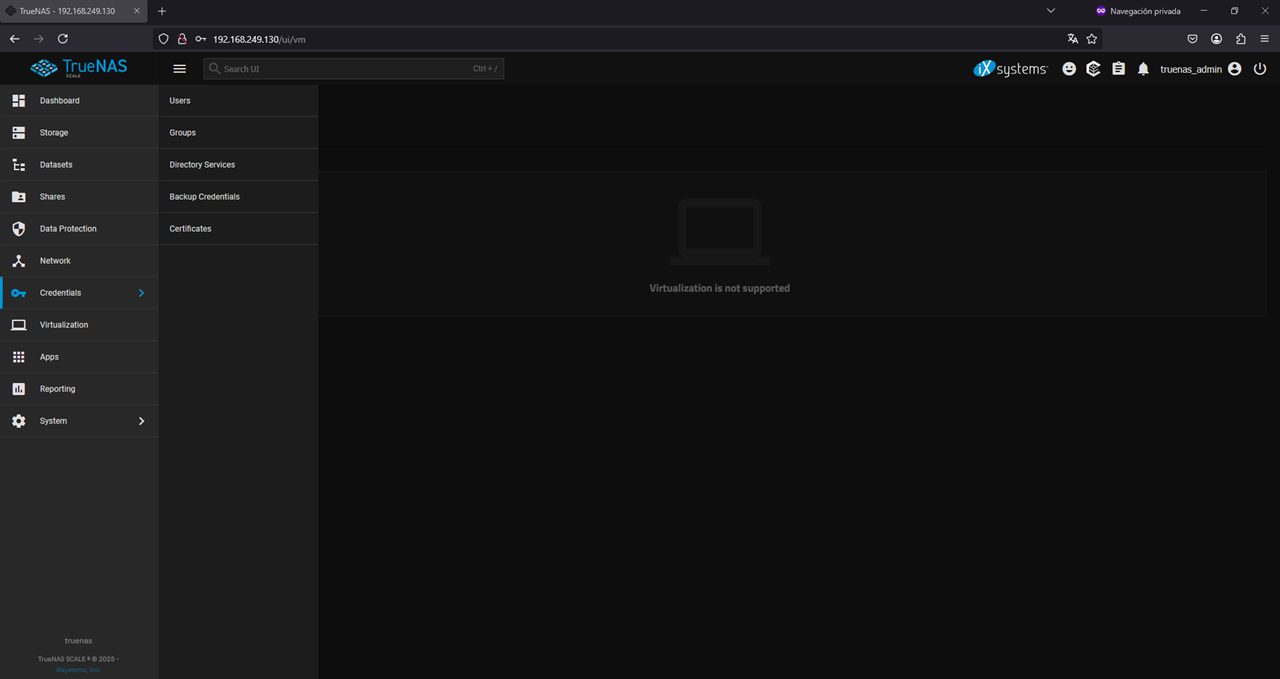 TrueNAS - 192.168.249.130
Navegación privada
192.168.249.130/ui/vm
TrueNAS
SCALE
Search UI
Ctrl + /
iXsystems
truenas_admin
Dashboard
Storage
Datasets
Shares
Data Protection
Network
Credentials
Virtualization
Apps
Reporting
System
Users
Groups
Directory Services
Backup Credentials
Certificates
Virtualization is not supported
truenas
TrueNAS SCALE ® © 2025 -
iXsystems, Inc.